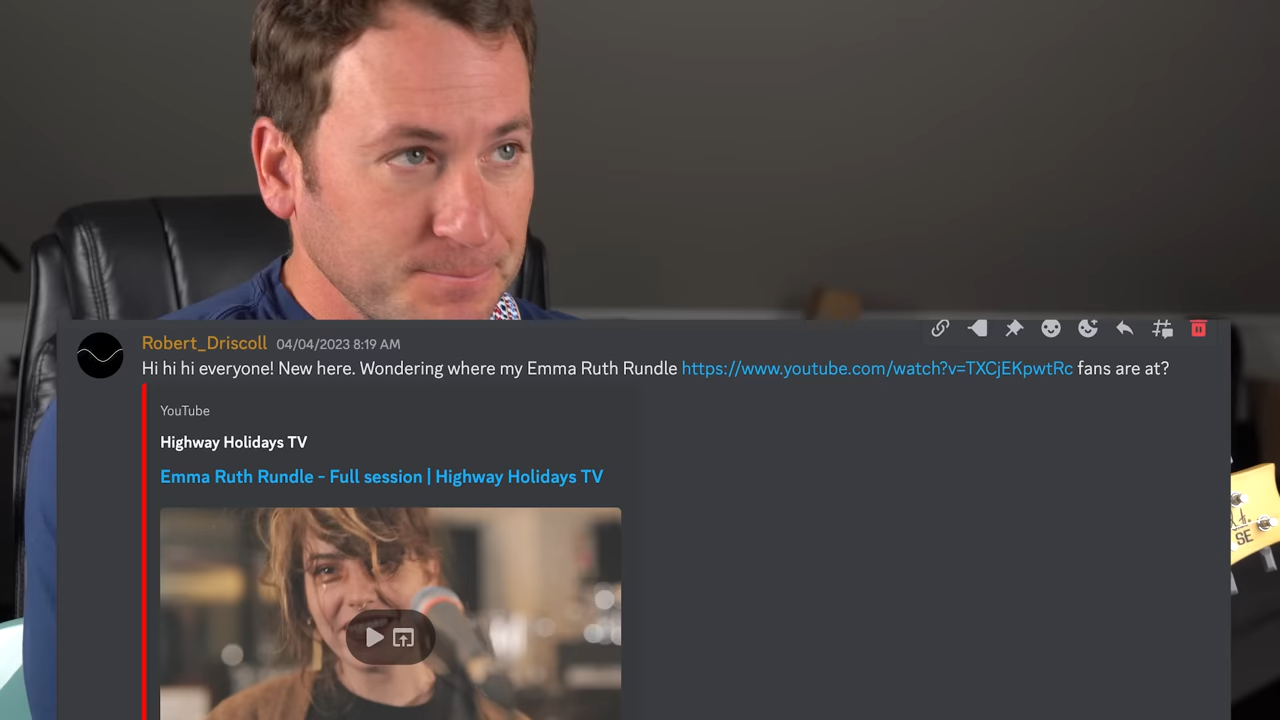 Robert_Driscoll 04/04/2023 8:19 AM
Hi hi hi everyone! New here. Wondering where my Emma Ruth Rundle https://www.youtube.com/watch?v=TXCjEKpwtRc fans are at?
YouTube
Highway Holidays TV
Emma Ruth Rundle - Full session | Highway Holidays TV
SE